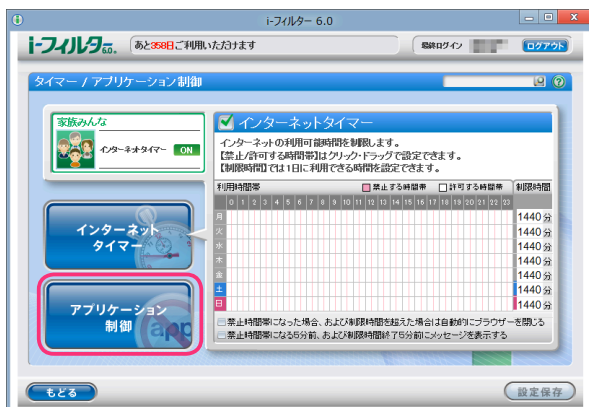 i-フィルター 6.0
i-フィルター6.0.
あと358日ご利用いただけます
最終ログイン
ログアウト
タイマー / アプリケーション制御
家族みんな
インターネットタイマー ON
インターネット
タイマー
アプリケーション
制御
app
インターネットタイマー
インターネットの利用可能時間を制限します。
【禁止/許可する時間帯】はクリック・ドラッグで設定できます。
【制限時間】では1日に利用できる時間を設定できます。
利用時間帯 禁止する時間帯 許可する時間帯 制限時間
0 1 2 3 4 5 6 7 8 9 10 11 12 13 14 15 16 17 18 19 20 21 22 23
月 1440 分
火 1440 分
水 1440 分
木 1440 分
金 1440 分
土 1440 分
日 1440 分
禁止時間帯になった場合、および制限時間を超えた場合は自動的にブラウザーを閉じる
禁止時間帯になる5分前、および制限時間終了5分前にメッセージを表示する
もどる
設定保存